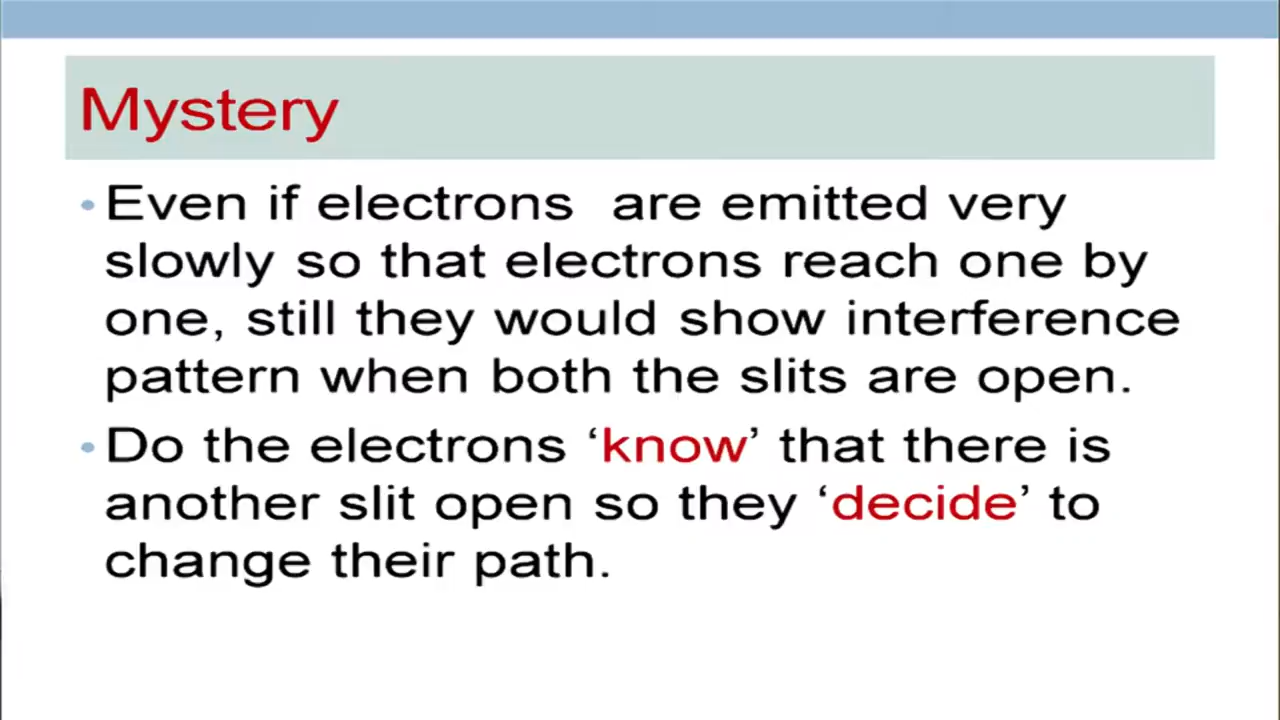 Mystery
• Even if electrons are emitted very
slowly so that electrons reach one by
one, still they would show interference
pattern when both the slits are open.
• Do the electrons ‘know’ that there is
another slit open so they ‘decide’ to
change their path.